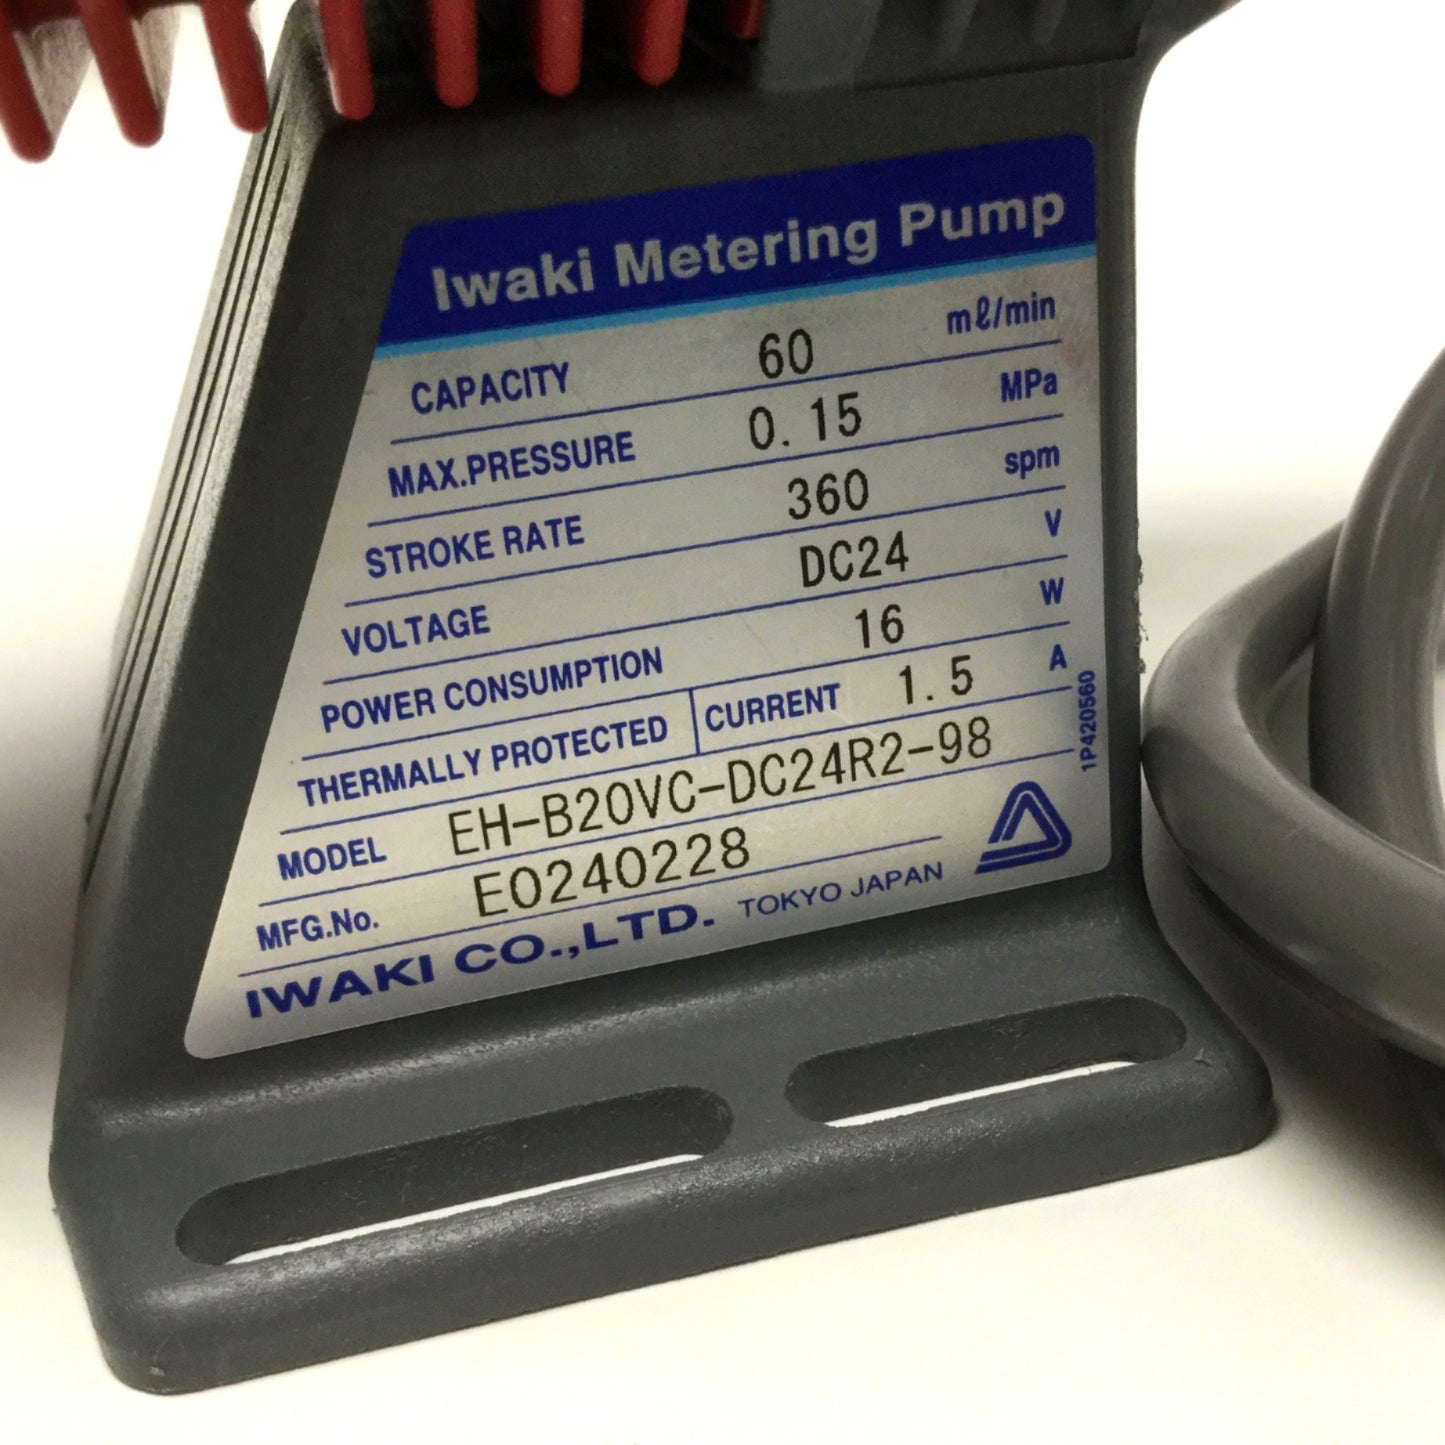 Iwaki Metering Pump
CAPACITY 60 mℓ/min
MAX.PRESSURE 0.15 MPa
STROKE RATE 360 spm
VOLTAGE DC24 V
POWER CONSUMPTION 16 W
THERMALLY PROTECTED CURRENT 1.5 A
MODEL EH-B20VC-DC24R2-98
MFG.No. E0240228
IWAKI CO.,LTD. TOKYO JAPAN
1P420560